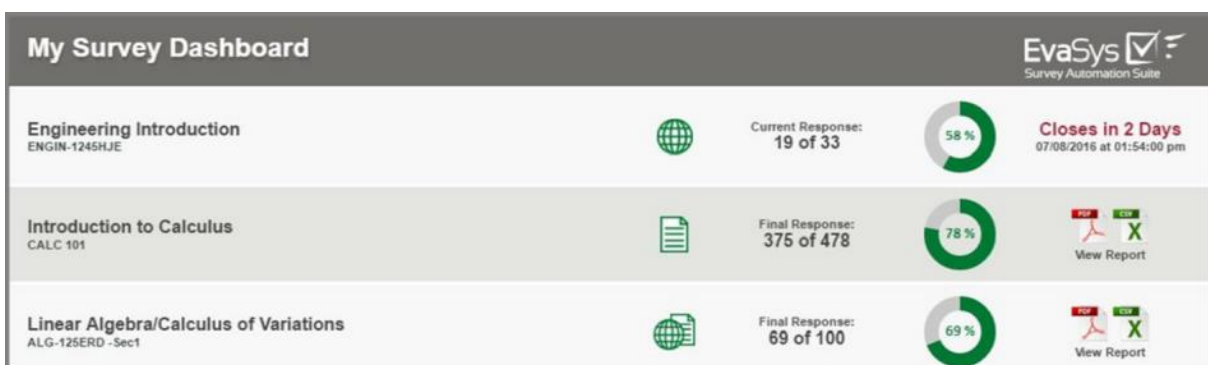 My Survey Dashboard
EvaSys
Survey Automation Suite
Engineering Introduction
ENGIN-1245HJE
Current Response:
19 of 33
58 %
Closes in 2 Days
07/08/2016 at 01:54:00 pm
Introduction to Calculus
CALC 101
Final Response:
375 of 478
78 %
PDF
CSV
X
View Report
Linear Algebra/Calculus of Variations
ALG-125ERD -Sec1
Final Response:
69 of 100
69 %
PDF
CSV
X
View Report